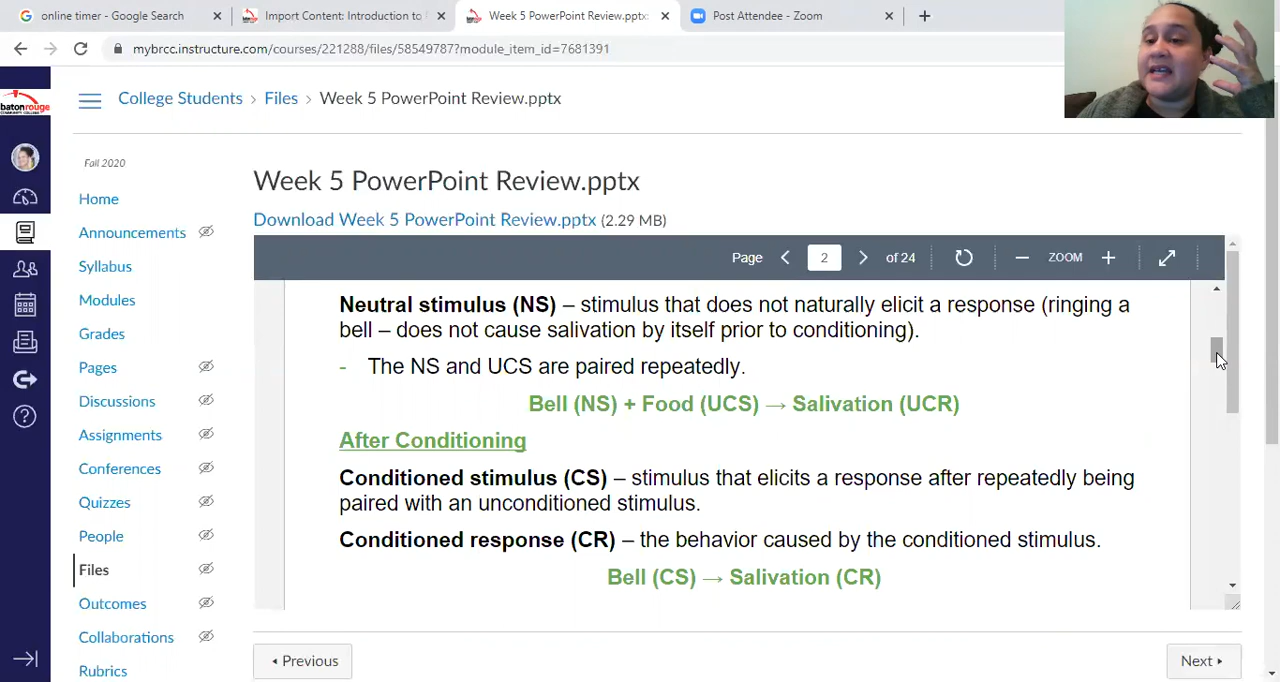 online timer - Google Search
Import Content: Introduction to
Week 5 PowerPoint Review.pptx:
Post Attendee - Zoom
mybrcc.instructure.com/courses/221288/files/58549787?module_item_id=7681391
batonrouge
COMMUNITY COLLEGE
College Students > Files > Week 5 PowerPoint Review.pptx
Fall 2020
Home
Announcements
Syllabus
Modules
Grades
Pages
Discussions
Assignments
Conferences
Quizzes
People
Files
Outcomes
Collaborations
Rubrics
Week 5 PowerPoint Review.pptx
Download Week 5 PowerPoint Review.pptx (2.29 MB)
Page 2 of 24 ZOOM
Neutral stimulus (NS) – stimulus that does not naturally elicit a response (ringing a
bell – does not cause salivation by itself prior to conditioning).
- The NS and UCS are paired repeatedly.
Bell (NS) + Food (UCS) → Salivation (UCR)
After Conditioning
Conditioned stimulus (CS) – stimulus that elicits a response after repeatedly being
paired with an unconditioned stimulus.
Conditioned response (CR) – the behavior caused by the conditioned stimulus.
Bell (CS) → Salivation (CR)
Previous
Next